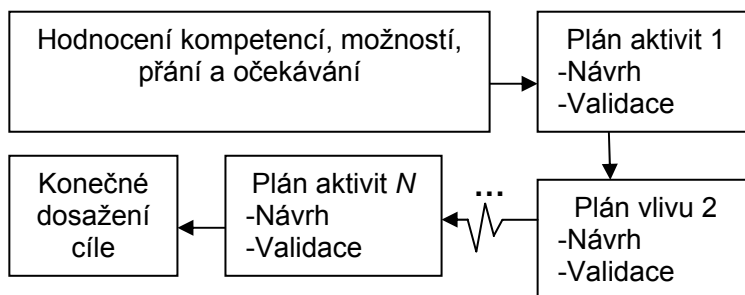 Hodnocení kompetencí, možností,
přání a očekávání
Plán aktivit 1
-Návrh
-Validace
Plán vlivu 2
-Návrh
-Validace
...
Plán aktivit N
-Návrh
-Validace
Konečné
dosažení
cíle